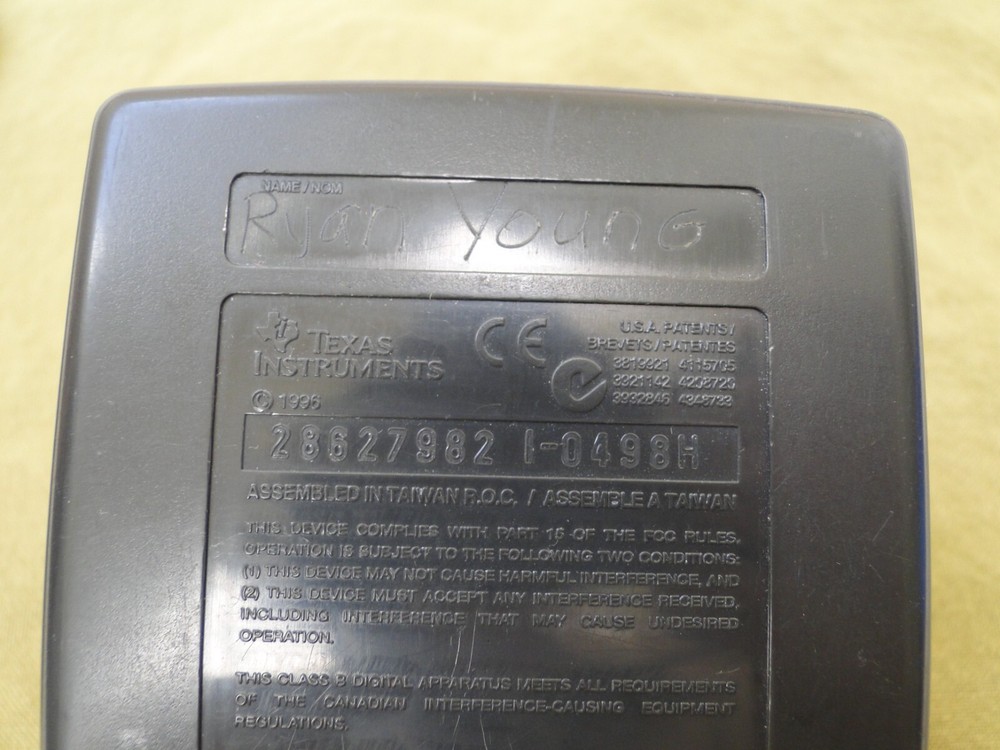 NAME/NOM
Ryan Young
TEXAS
INSTRUMENTS
© 1996
CE
U.S.A. PATENTS/
BREVETS/PATENTES
3819921 4115705
3921142 4208720
3932846 4348733
28627982 I-0498H
ASSEMBLED IN TAIWAN R.O.C. / ASSEMBLE A TAIWAN
THIS DEVICE COMPLIES WITH PART 15 OF THE FCC RULES.
OPERATION IS SUBJECT TO THE FOLLOWING TWO CONDITIONS:
(1) THIS DEVICE MAY NOT CAUSE HARMFUL INTERFERENCE, AND
(2) THIS DEVICE MUST ACCEPT ANY INTERFERENCE RECEIVED,
INCLUDING INTERFERENCE THAT MAY CAUSE UNDESIRED
OPERATION.
THIS CLASS B DIGITAL APPARATUS MEETS ALL REQUIREMENTS
OF THE CANADIAN INTERFERENCE-CAUSING EQUIPMENT
REGULATIONS.